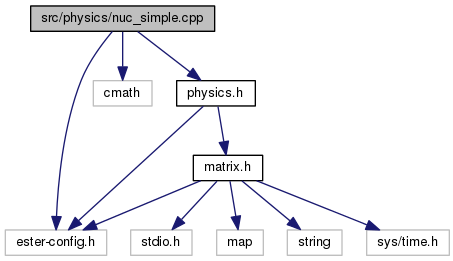 src/physics/nuc_simple.cpp
cmath
physics.h
matrix.h
ester-config.h
stdio.h
map
string
sys/time.h